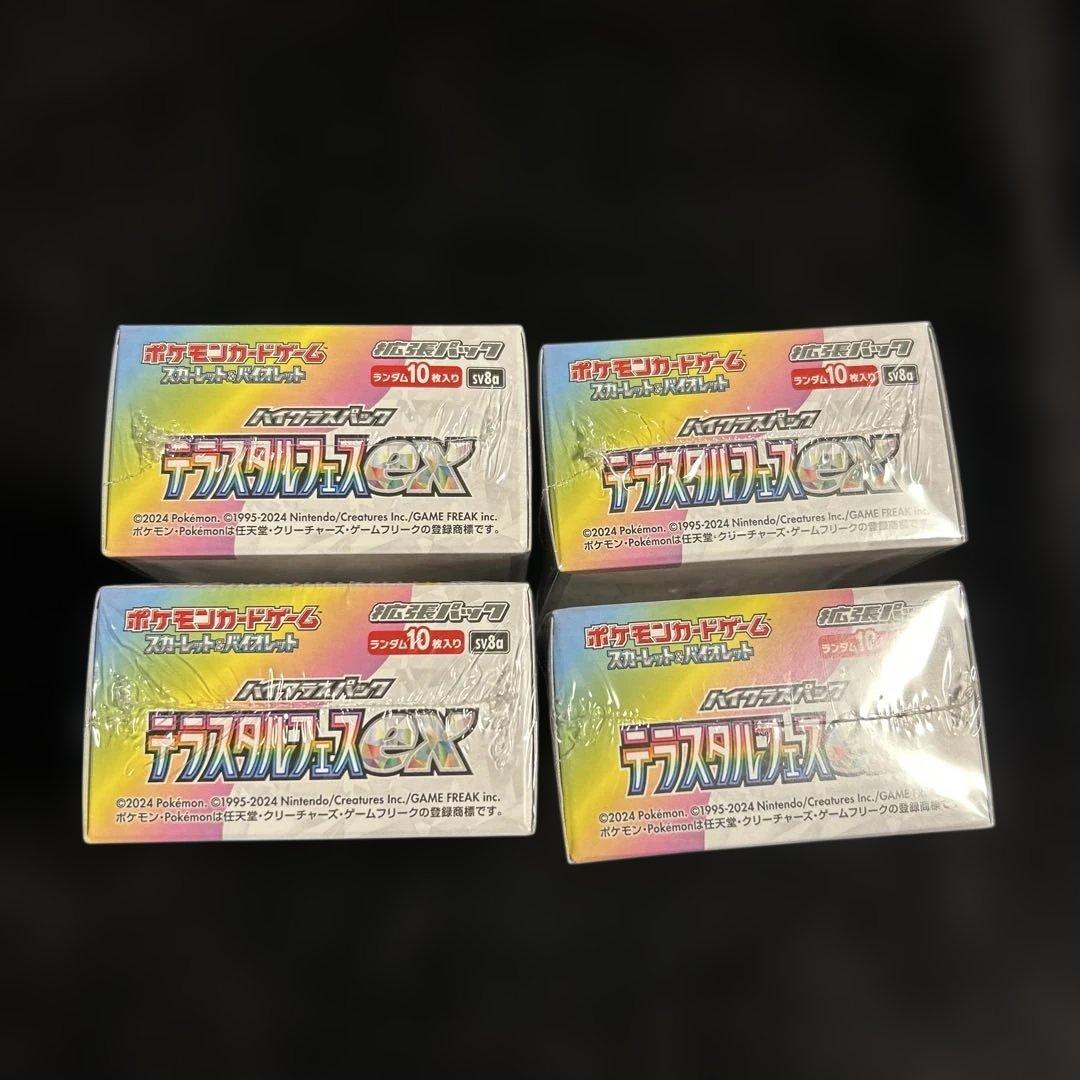 ポケモンカードゲーム
スカーレット&バイオレット
拡張パック
ランダム10枚入り sv8a
ハイクラスパック
テラスタルフェスex
©2024 Pokémon. ©1995-2024 Nintendo/Creatures Inc./GAME FREAK inc.
ポケモン・Pokémonは任天堂・クリーチャーズ・ゲームフリークの登録商標です。
ポケモンカードゲーム
スカーレット&バイオレット
拡張パック
ランダム10枚入り sv8a
ハイクラスパック
テラスタルフェスex
©2024 Pokémon. ©1995-2024 Nintendo/Creatures Inc./GAME FREAK inc.
ポケモン・Pokémonは任天堂・クリーチャーズ・ゲームフリークの登録商標です。
ポケモンカードゲーム
スカーレット&バイオレット
拡張パック
ランダム10枚入り sv8a
ハイクラスパック
テラスタルフェスex
©2024 Pokémon. ©1995-2024 Nintendo/Creatures Inc./GAME FREAK inc.
ポケモン・Pokémonは任天堂・クリーチャーズ・ゲームフリークの登録商標です。
ポケモンカードゲーム
スカーレット&バイオレット
拡張パック
ランダム10
ハイクラスパック
テラスタルフェスex
©2024 Pokémon. ©1995-2024 Nintendo/Creatures Inc./GAME FREAK inc.
ポケモン・Pokémonは任天堂・クリーチャーズ・ゲームフリークの登録商標で